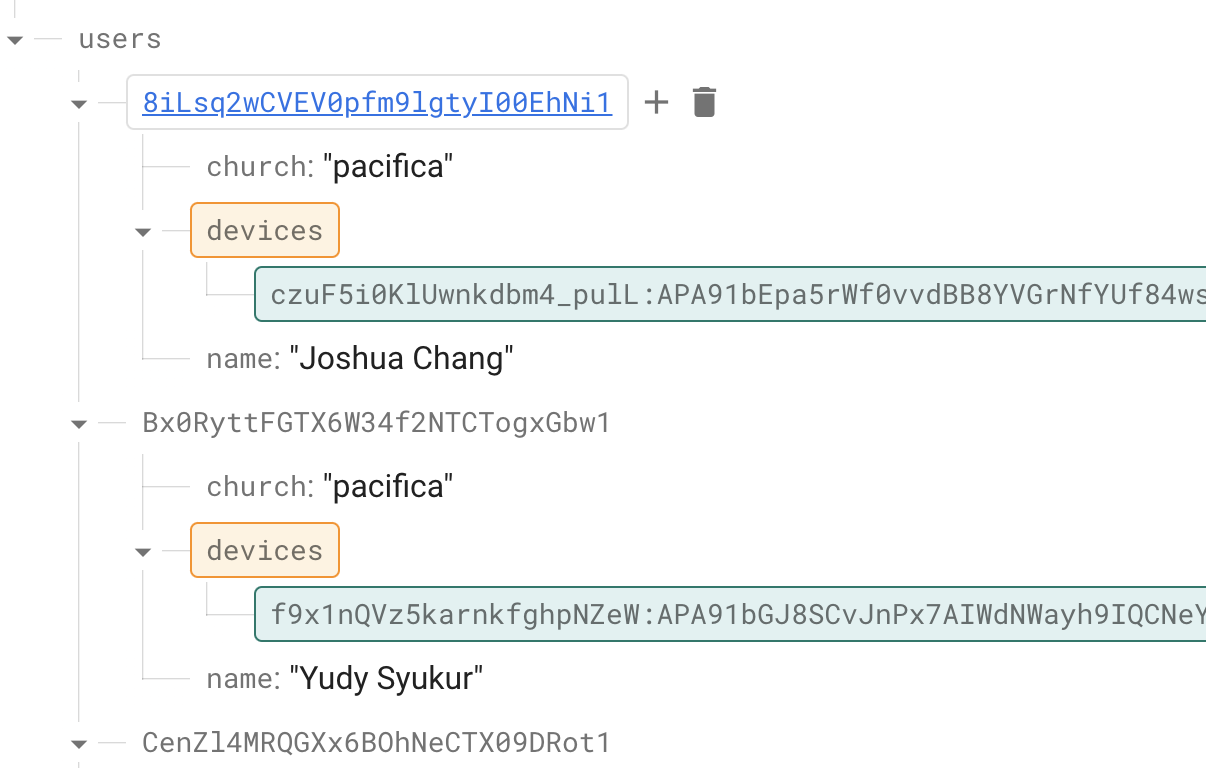 users
8iLsq2wCVEV0pfm9lgtyI00EhNi1
church: "pacifica"
devices
czuF5i0KlUwnkdbm4_pulL:APA91bEpa5rWf0vvdBB8YVGrNfYUf84ws
name: "Joshua Chang"
Bx0RyttFGTX6W34f2NTCTogxGbw1
church: "pacifica"
devices
f9x1nQVz5karnkfghpNZeW:APA91bGJ8SCvJnPx7AIWdNWayh9IQCNeY
name: "Yudy Syukur"
CenZl4MRQGXx6BOhNeCTX09DRot1